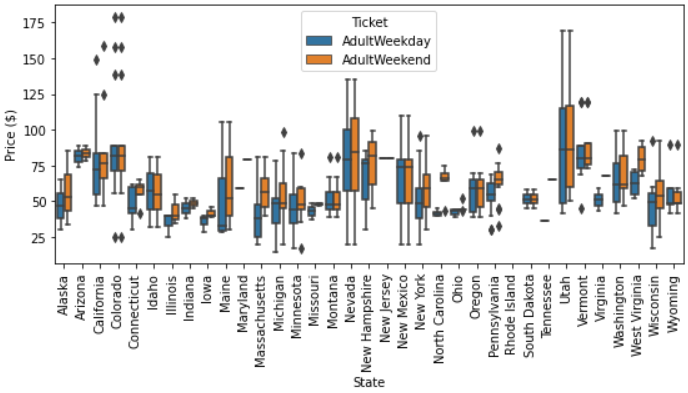 Ticket
AdultWeekday
AdultWeekend
Price ($)
175
150
125
100
75
50
25
Alaska
Arizona
California
Colorado
Connecticut
Idaho
Illinois
Indiana
Iowa
Maine
Maryland
Massachusetts
Michigan
Minnesota
Missouri
Montana
Nevada
New Hampshire
New Jersey
New Mexico
New York
North Carolina
Ohio
Oregon
Pennsylvania
Rhode Island
South Dakota
Tennessee
Utah
Vermont
Virginia
Washington
West Virginia
Wisconsin
Wyoming
State